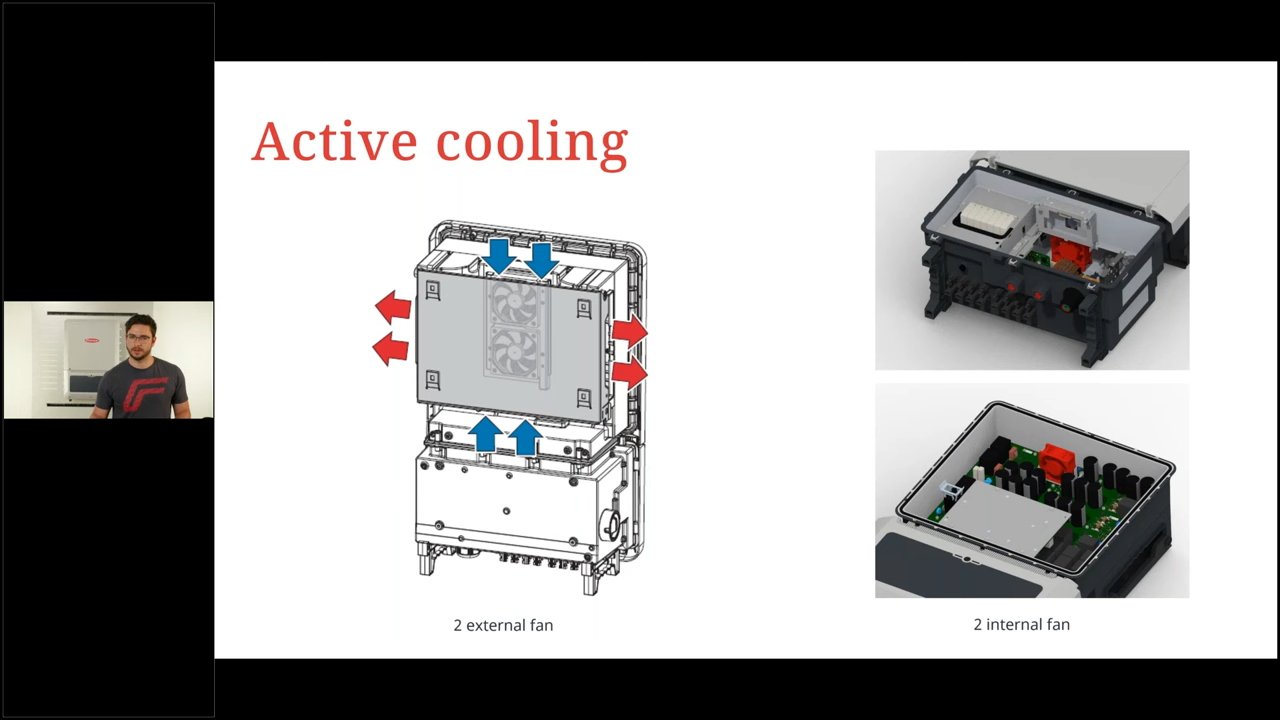 Active cooling
2 external fan
2 internal fan